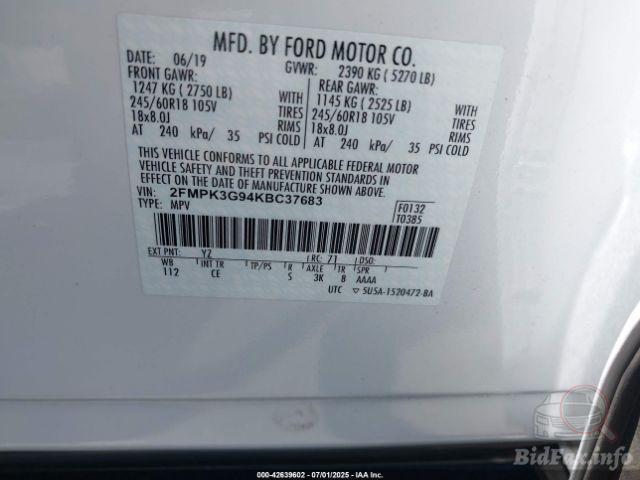 MFD. BY FORD MOTOR CO.
DATE: 06/19 GVWR: 2390 KG ( 5270 LB)
FRONT GAWR: REAR GAWR:
1247 KG ( 2750 LB) WITH 1145 KG ( 2525 LB) WITH
245/60R18 105V TIRES 245/60R18 105V TIRES
18x8.0J RIMS 18x8.0J RIMS
AT 240 kPa/ 35 PSI COLD AT 240 kPa/ 35 PSI COLD
THIS VEHICLE CONFORMS TO ALL APPLICABLE FEDERAL MOTOR
VEHICLE SAFETY AND THEFT PREVENTION STANDARDS IN EFFECT
ON THE DATE OF MANUFACTURE SHOWN ABOVE.
VIN: 2FMPK3G94KBC37683 F0132
TYPE: MPV T0385
EXT PNT: YZ RC: 71 DSO:
WB INT TR TP/PS R AXLE TR SPR
112 CE S 3K 8 AAAA
UTC 5U5A-1520472-BA
BidFax.info
000-42639602 - 07/01/2025 - IAA Inc.